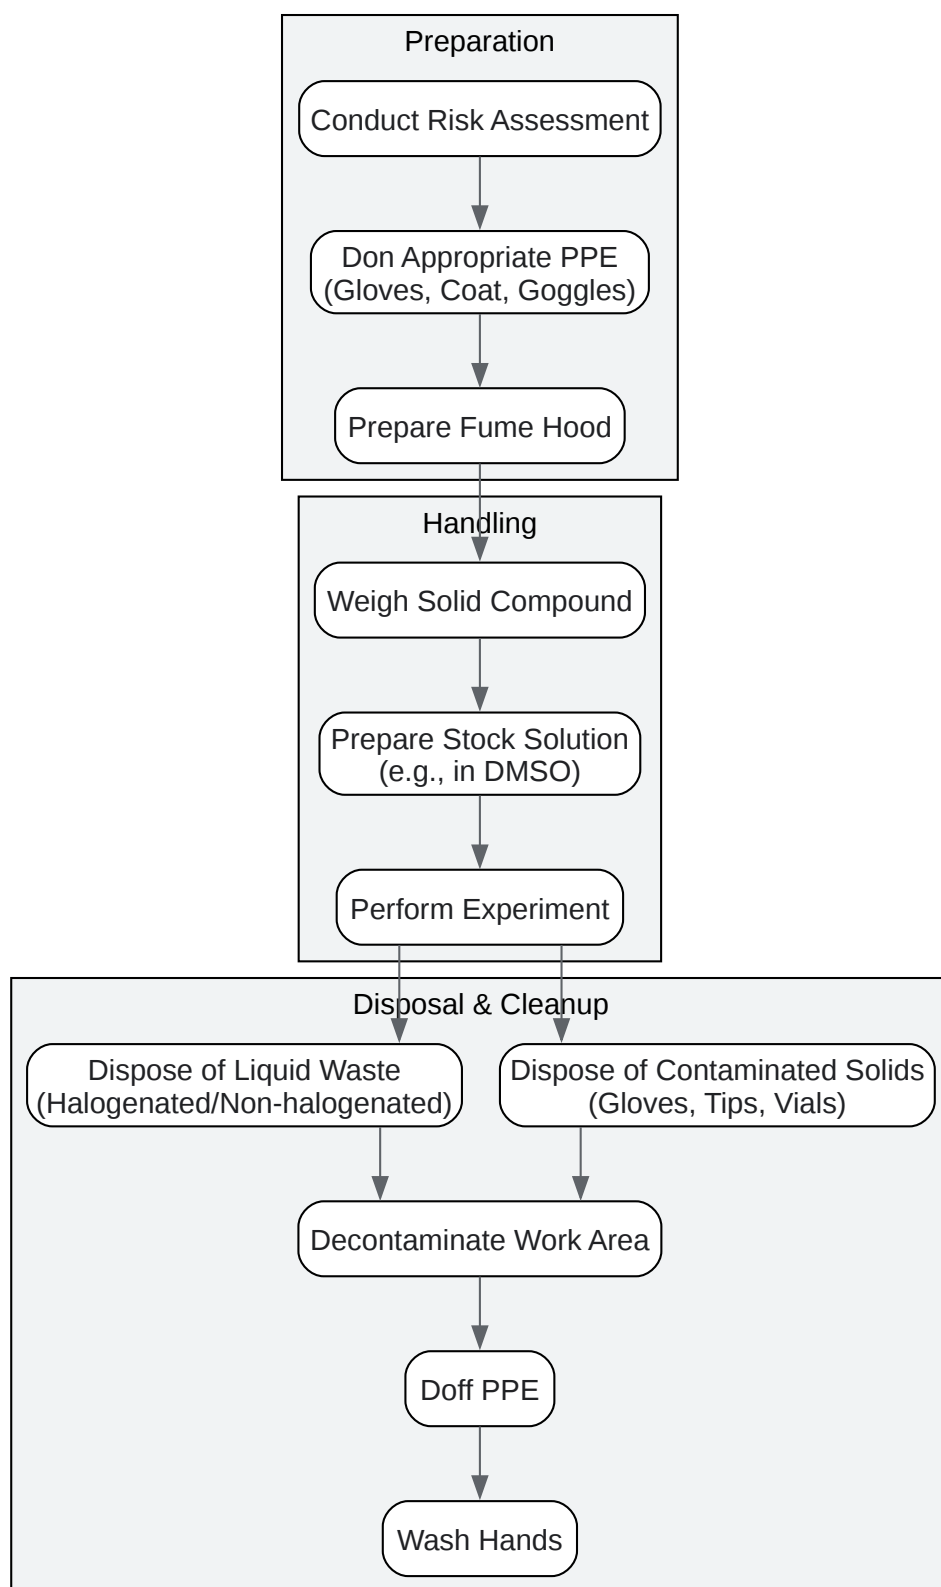 Preparation
Conduct Risk Assessment
Don Appropriate PPE
(Gloves, Coat, Goggles)
Prepare Fume Hood
Handling
Weigh Solid Compound
Prepare Stock Solution
(e.g., in DMSO)
Perform Experiment
Disposal & Cleanup
Dispose of Liquid Waste
(Halogenated/Non-halogenated)
Dispose of Contaminated Solids
(Gloves, Tips, Vials)
Decontaminate Work Area
Doff PPE
Wash Hands